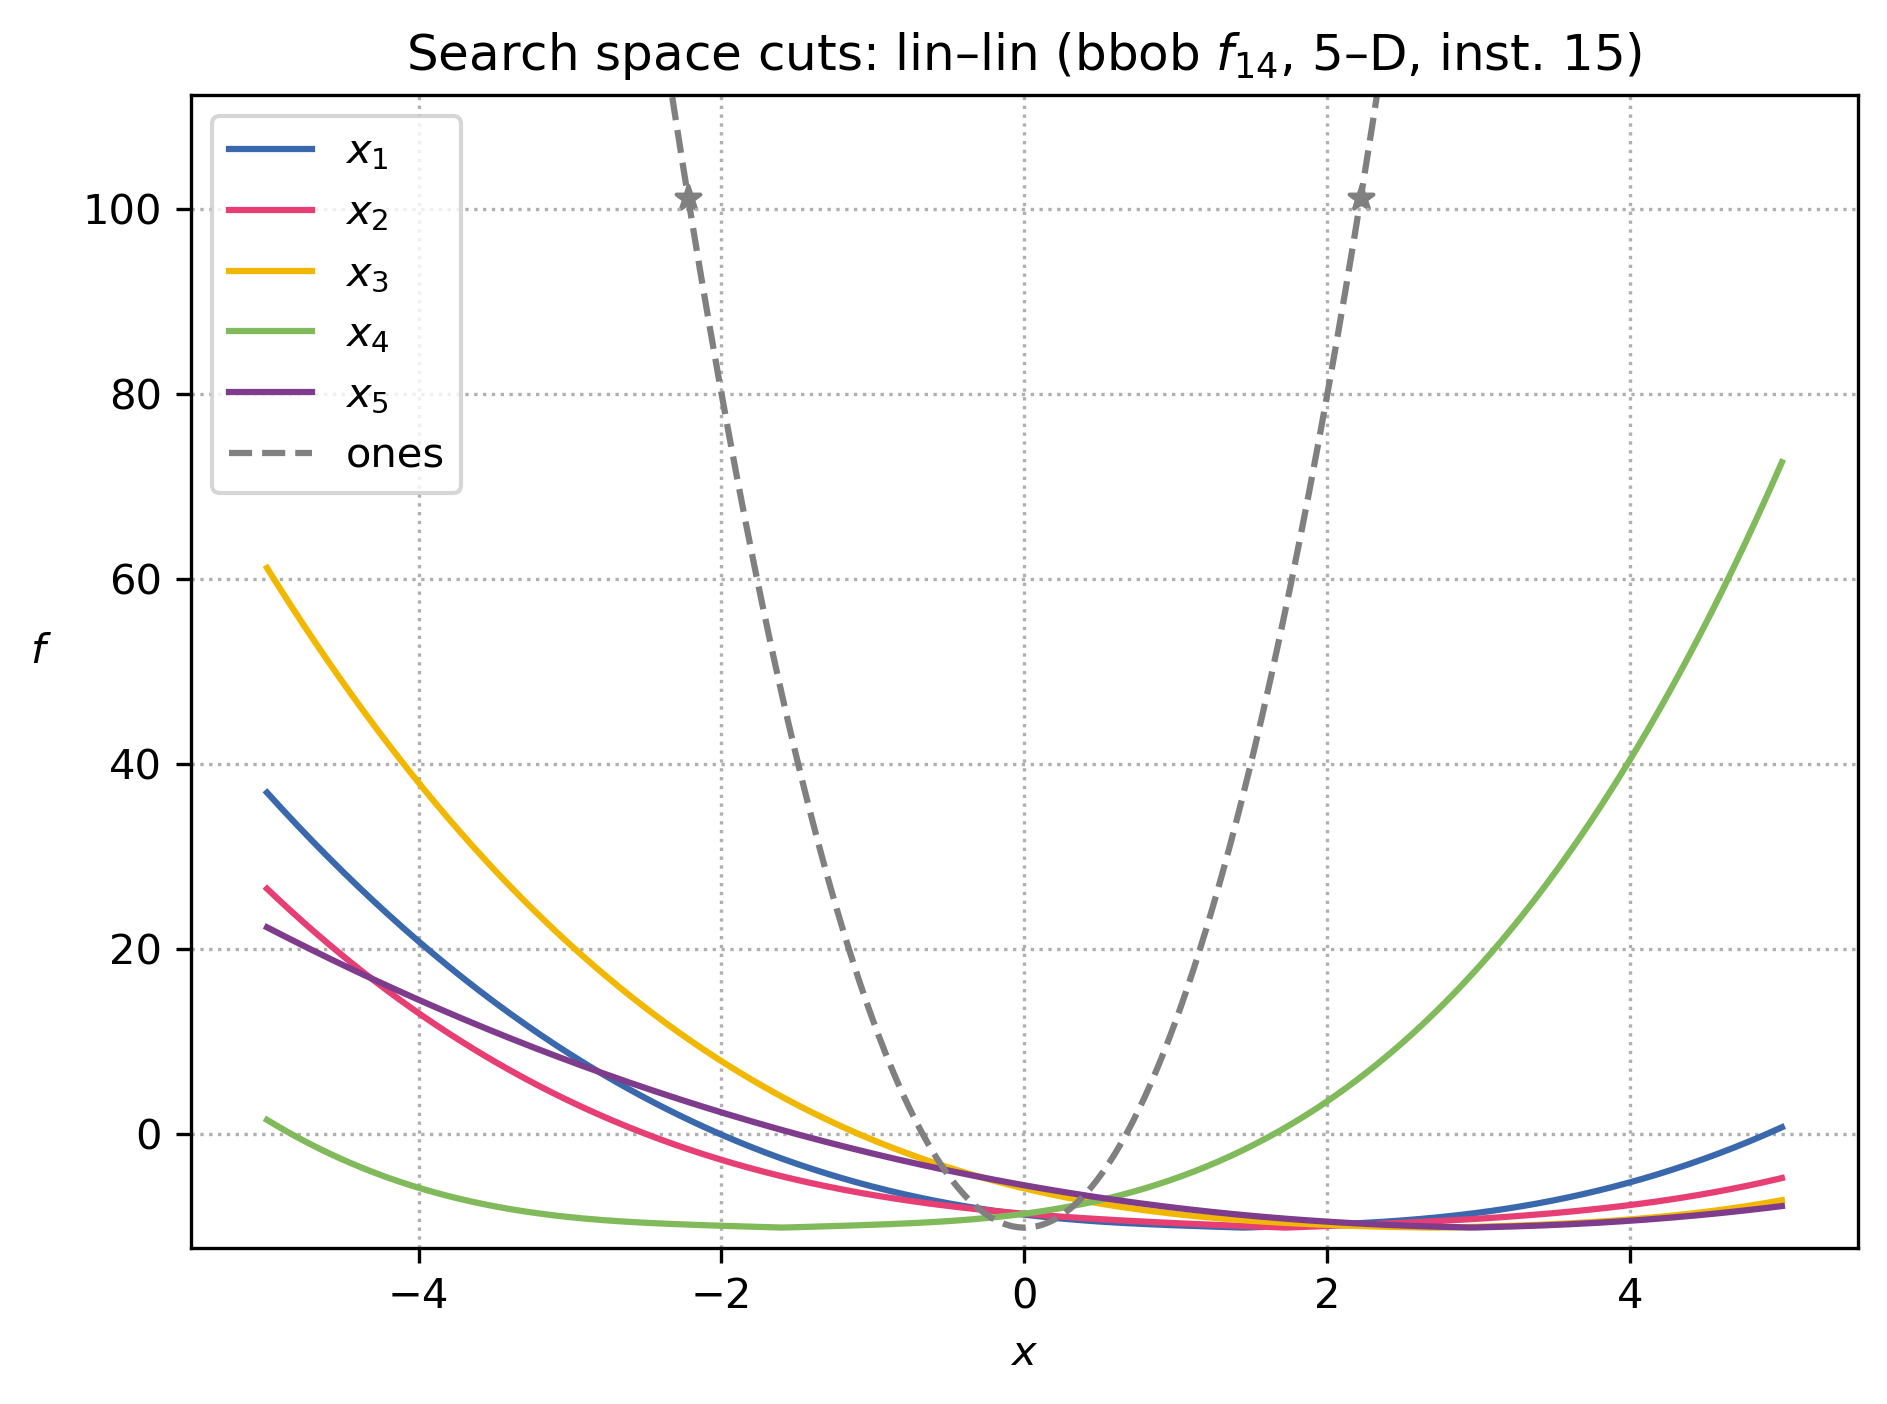 Search space cuts: lin–lin (bbob f14, 5–D, inst. 15)
x1
x2
x3
x4
x5
ones
100
80
60
40
20
0
f
−4 −2 0 2 4
x